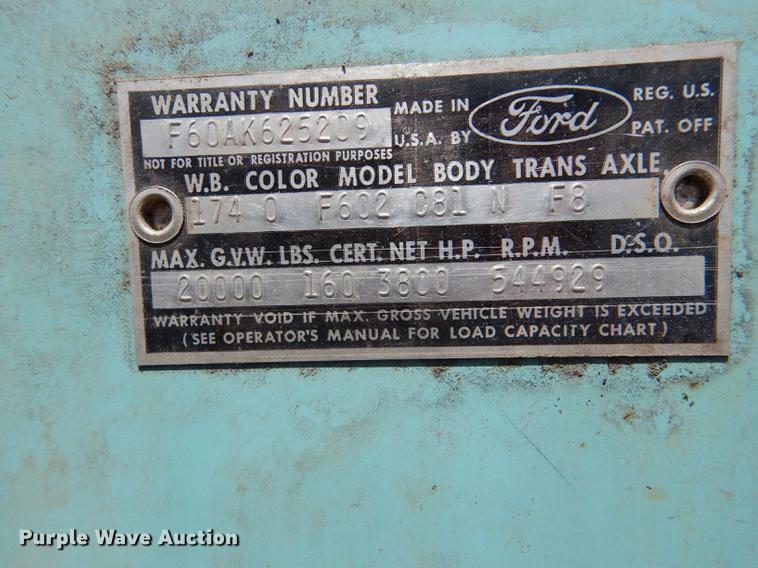 WARRANTY NUMBER
MADE IN
Ford
REG. U.S.
F60AK625209
U.S.A. BY
PAT. OFF.
NOT FOR TITLE OR REGISTRATION PURPOSES
W.B. COLOR MODEL BODY TRANS AXLE
174 0 F602 C81 N F8
MAX. G.V.W. LBS. CERT. NET H.P. R.P.M. D.S.O.
20000 160 3800 544929
WARRANTY VOID IF MAX. GROSS VEHICLE WEIGHT IS EXCEEDED
(SEE OPERATOR'S MANUAL FOR LOAD CAPACITY CHART)
Purple Wave Auction